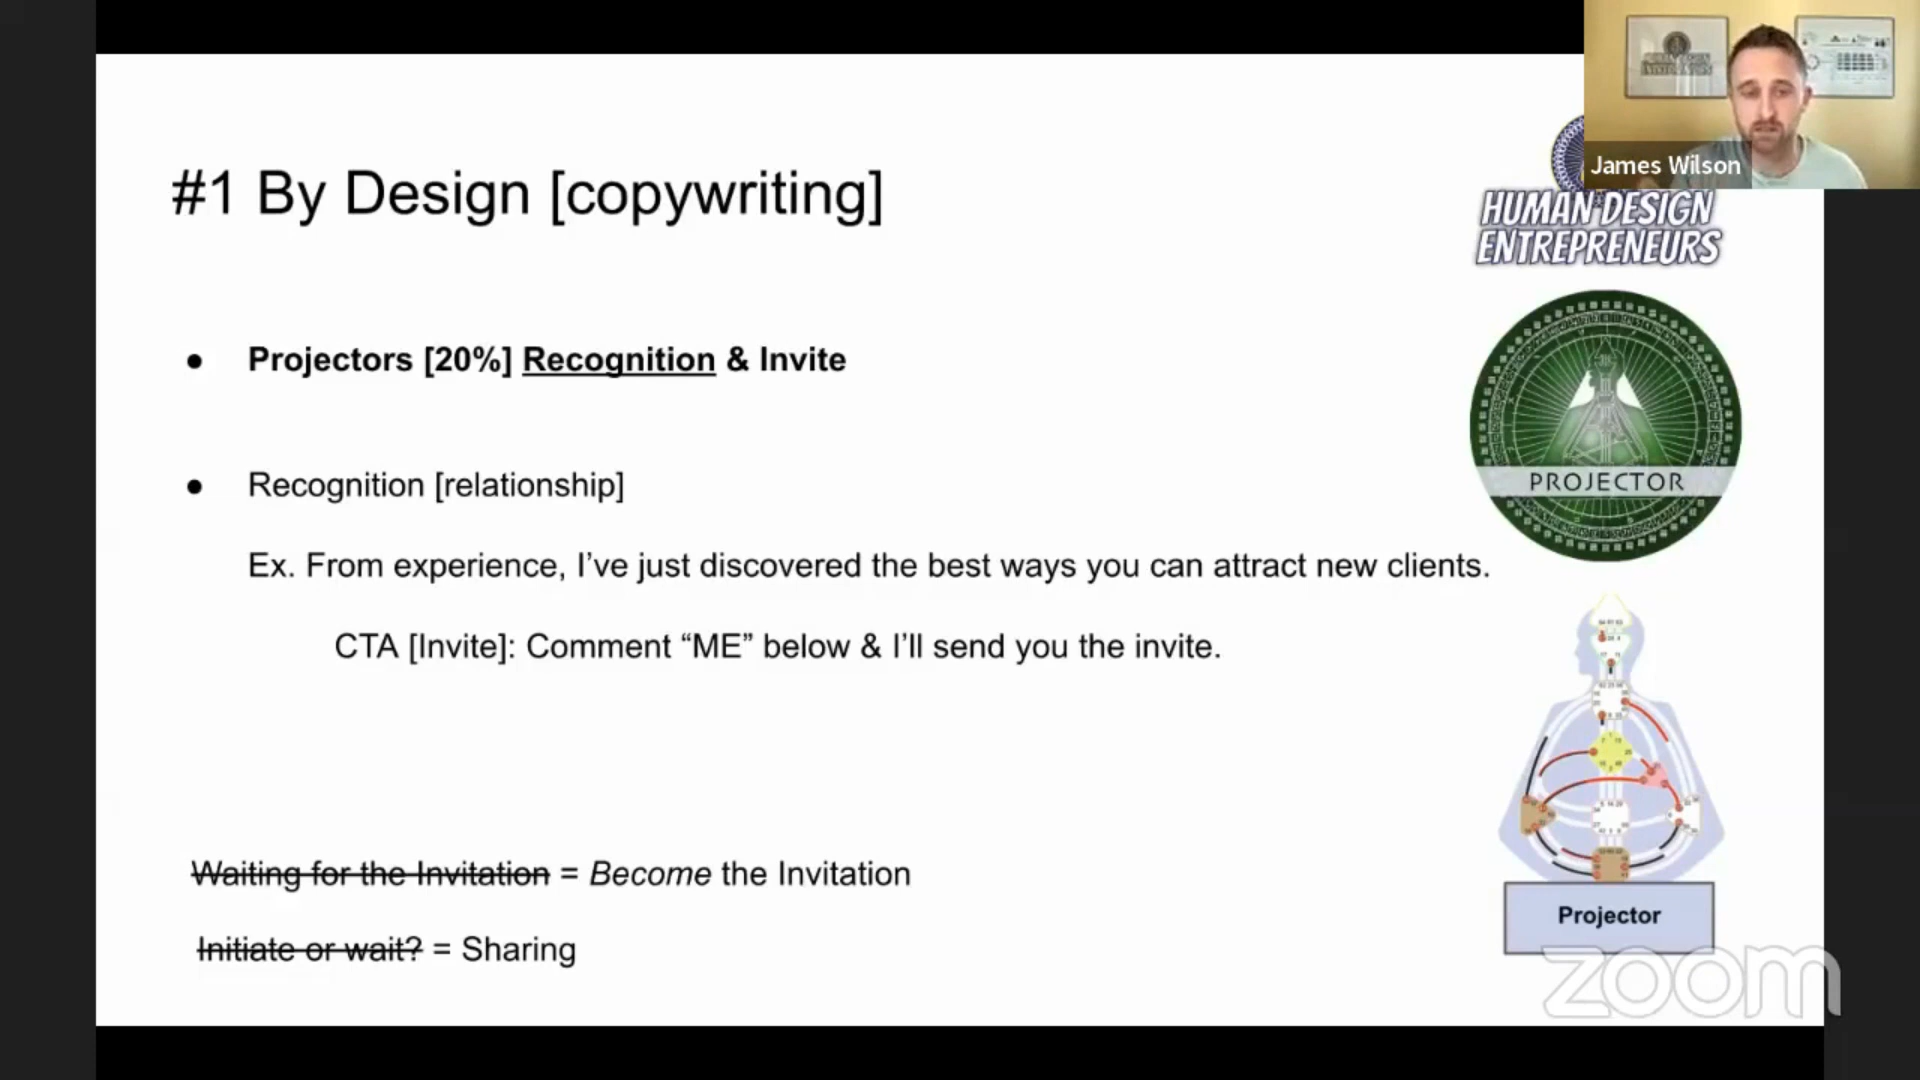 James Wilson
HUMAN DESIGN
ENTREPRENEURS
#1 By Design [copywriting]
● Projectors [20%] Recognition & Invite
● Recognition [relationship]
Ex. From experience, I’ve just discovered the best ways you can attract new clients.
CTA [Invite]: Comment “ME” below & I’ll send you the invite.
Waiting for the Invitation = Become the Invitation
Initiate or wait? = Sharing
PROJECTOR
Projector
zoom